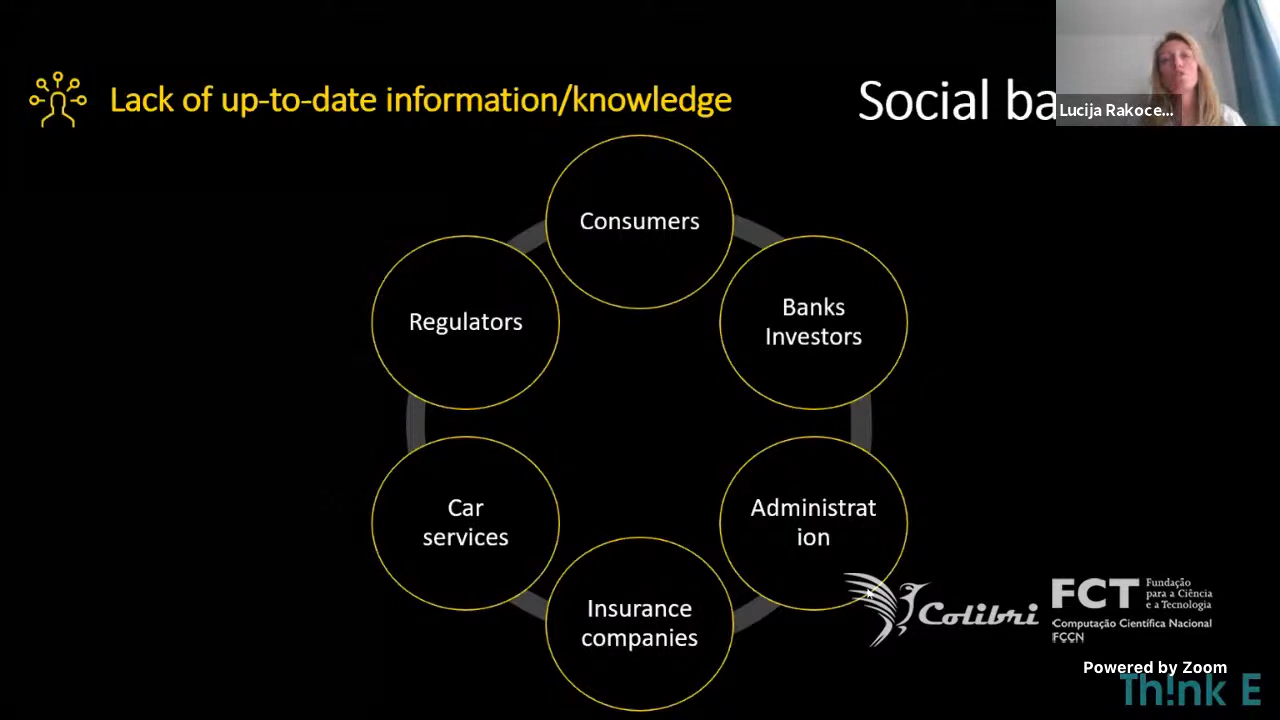 Lack of up-to-date information/knowledge
Social ba
Lucija Rakoce...
Consumers
Regulators
Banks
Investors
Car
services
Administrat
ion
Insurance
companies
Colibri
FCT
Fundação
para a Ciência
e a Tecnologia
Computação Científica Nacional
FCCN
Powered by Zoom
Th!nk E